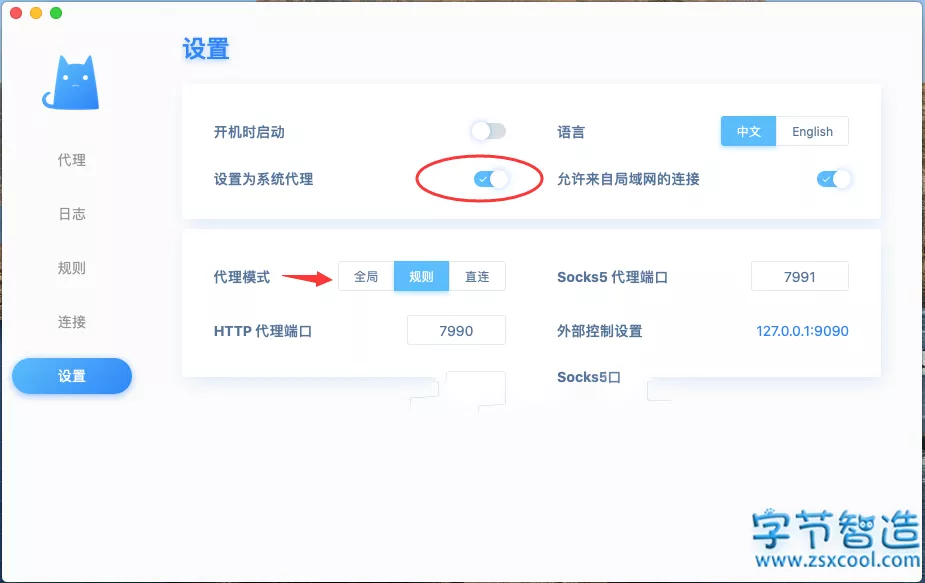 设置
代理
日志
规则
连接
设置
开机时启动
语言 中文 English
设置为系统代理
允许来自局域网的连接
代理模式 全局 规则 直连
Socks5 代理端口 7991
HTTP 代理端口 7990
外部控制设置 127.0.0.1:9090
Socks5口
字节智造
www.zsxcool.com